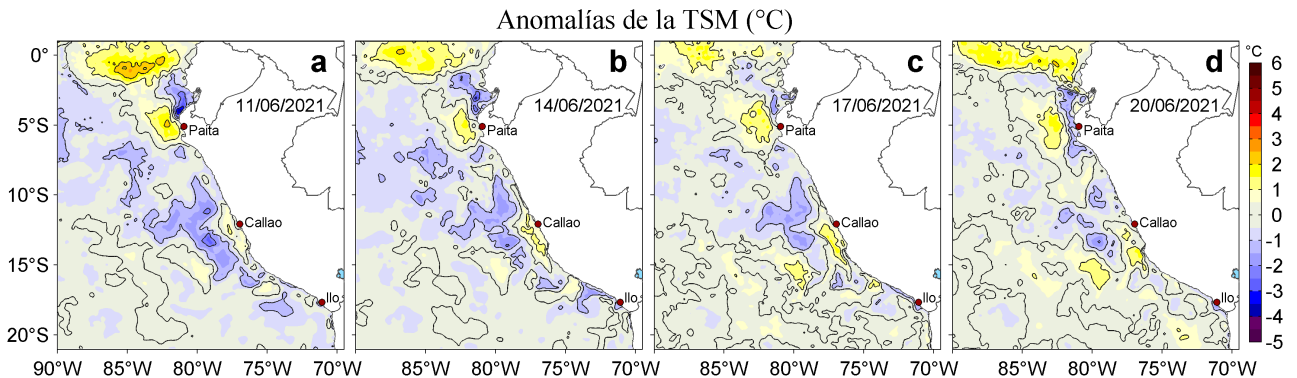 Anomalías de la TSM (°C)
a
b
c
d
11/06/2021
14/06/2021
17/06/2021
20/06/2021
Paita
Paita
Paita
Paita
Callao
Callao
Callao
Callao
Ilo
Ilo
Ilo
Ilo
0°
5°S
10°S
15°S
20°S
90°W 85°W 80°W 75°W 70°W
85°W 80°W 75°W 70°W
85°W 80°W 75°W 70°W
85°W 80°W 75°W 70°W
°C
6
5
4
3
2
1
0
-1
-2
-3
-4
-5